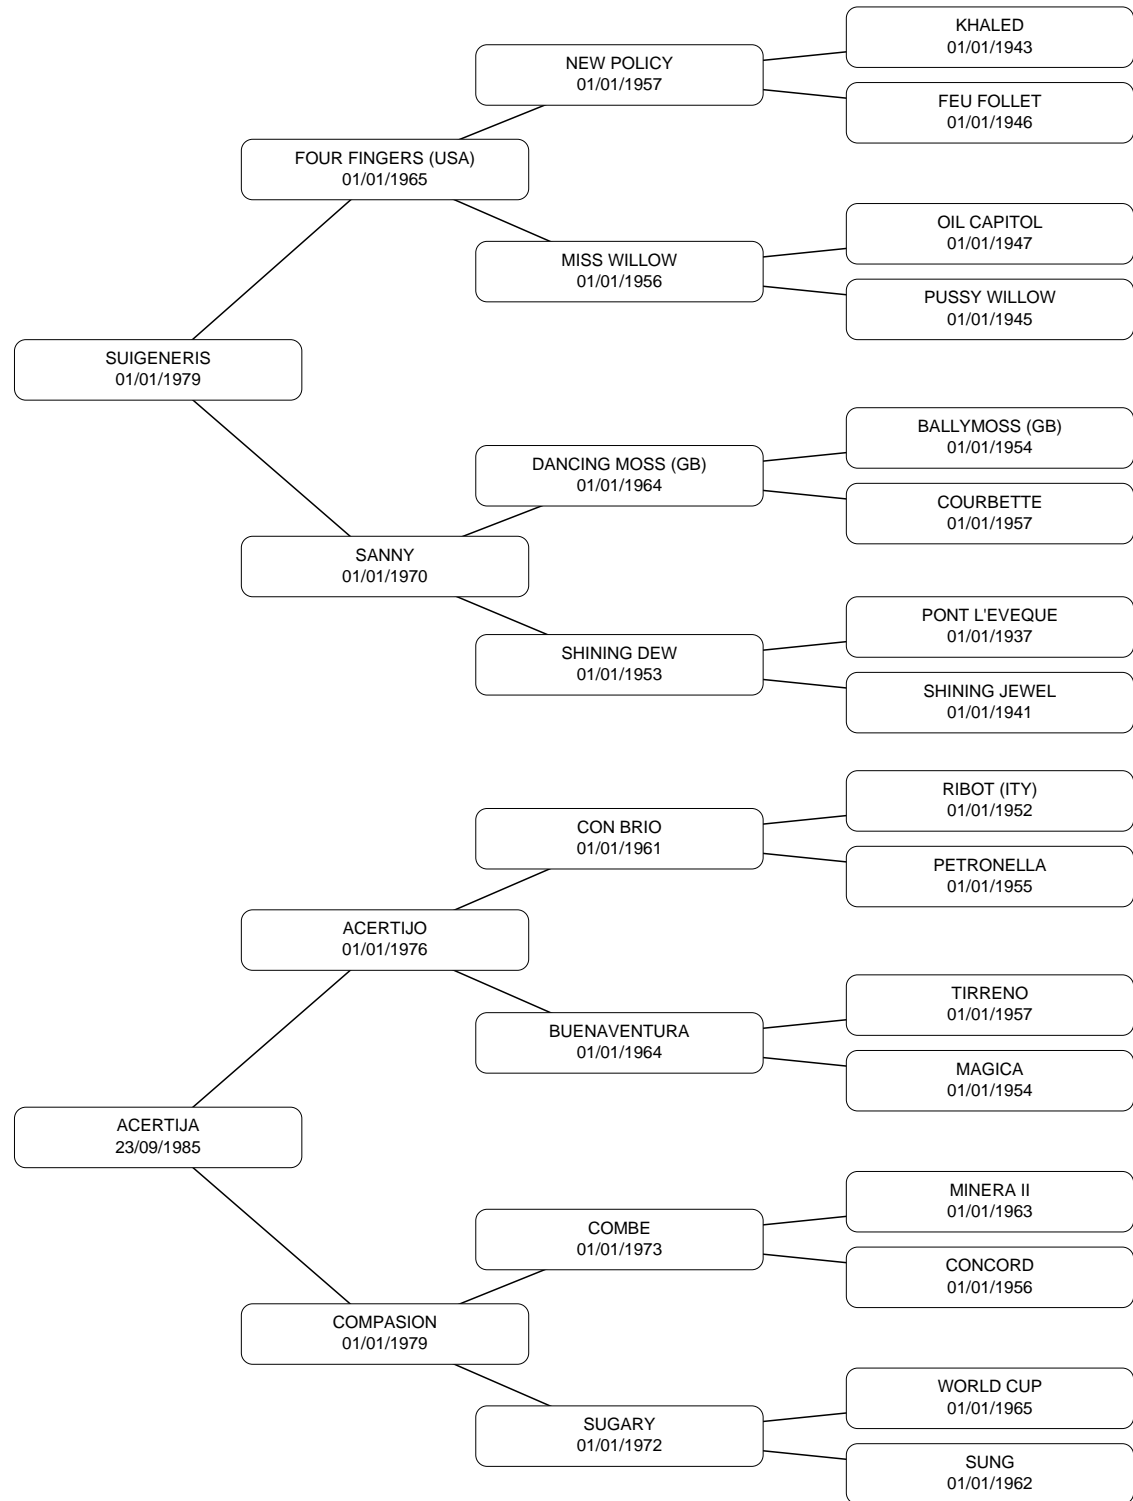 KHALED
01/01/1943
NEW POLICY
01/01/1957
FEU FOLLET
01/01/1946
FOUR FINGERS (USA)
01/01/1965
OIL CAPITOL
01/01/1947
MISS WILLOW
01/01/1956
PUSSY WILLOW
01/01/1945
SUIGENERIS
01/01/1979
BALLYMOSS (GB)
01/01/1954
DANCING MOSS (GB)
01/01/1964
COURBETTE
01/01/1957
SANNY
01/01/1970
PONT L'EVEQUE
01/01/1937
SHINING DEW
01/01/1953
SHINING JEWEL
01/01/1941
RIBOT (ITY)
01/01/1952
CON BRIO
01/01/1961
PETRONELLA
01/01/1955
ACERTIJO
01/01/1976
TIRRENO
01/01/1957
BUENAVENTURA
01/01/1964
MAGICA
01/01/1954
ACERTIJA
23/09/1985
MINERA II
01/01/1963
COMBE
01/01/1973
CONCORD
01/01/1956
COMPASION
01/01/1979
WORLD CUP
01/01/1965
SUGARY
01/01/1972
SUNG
01/01/1962